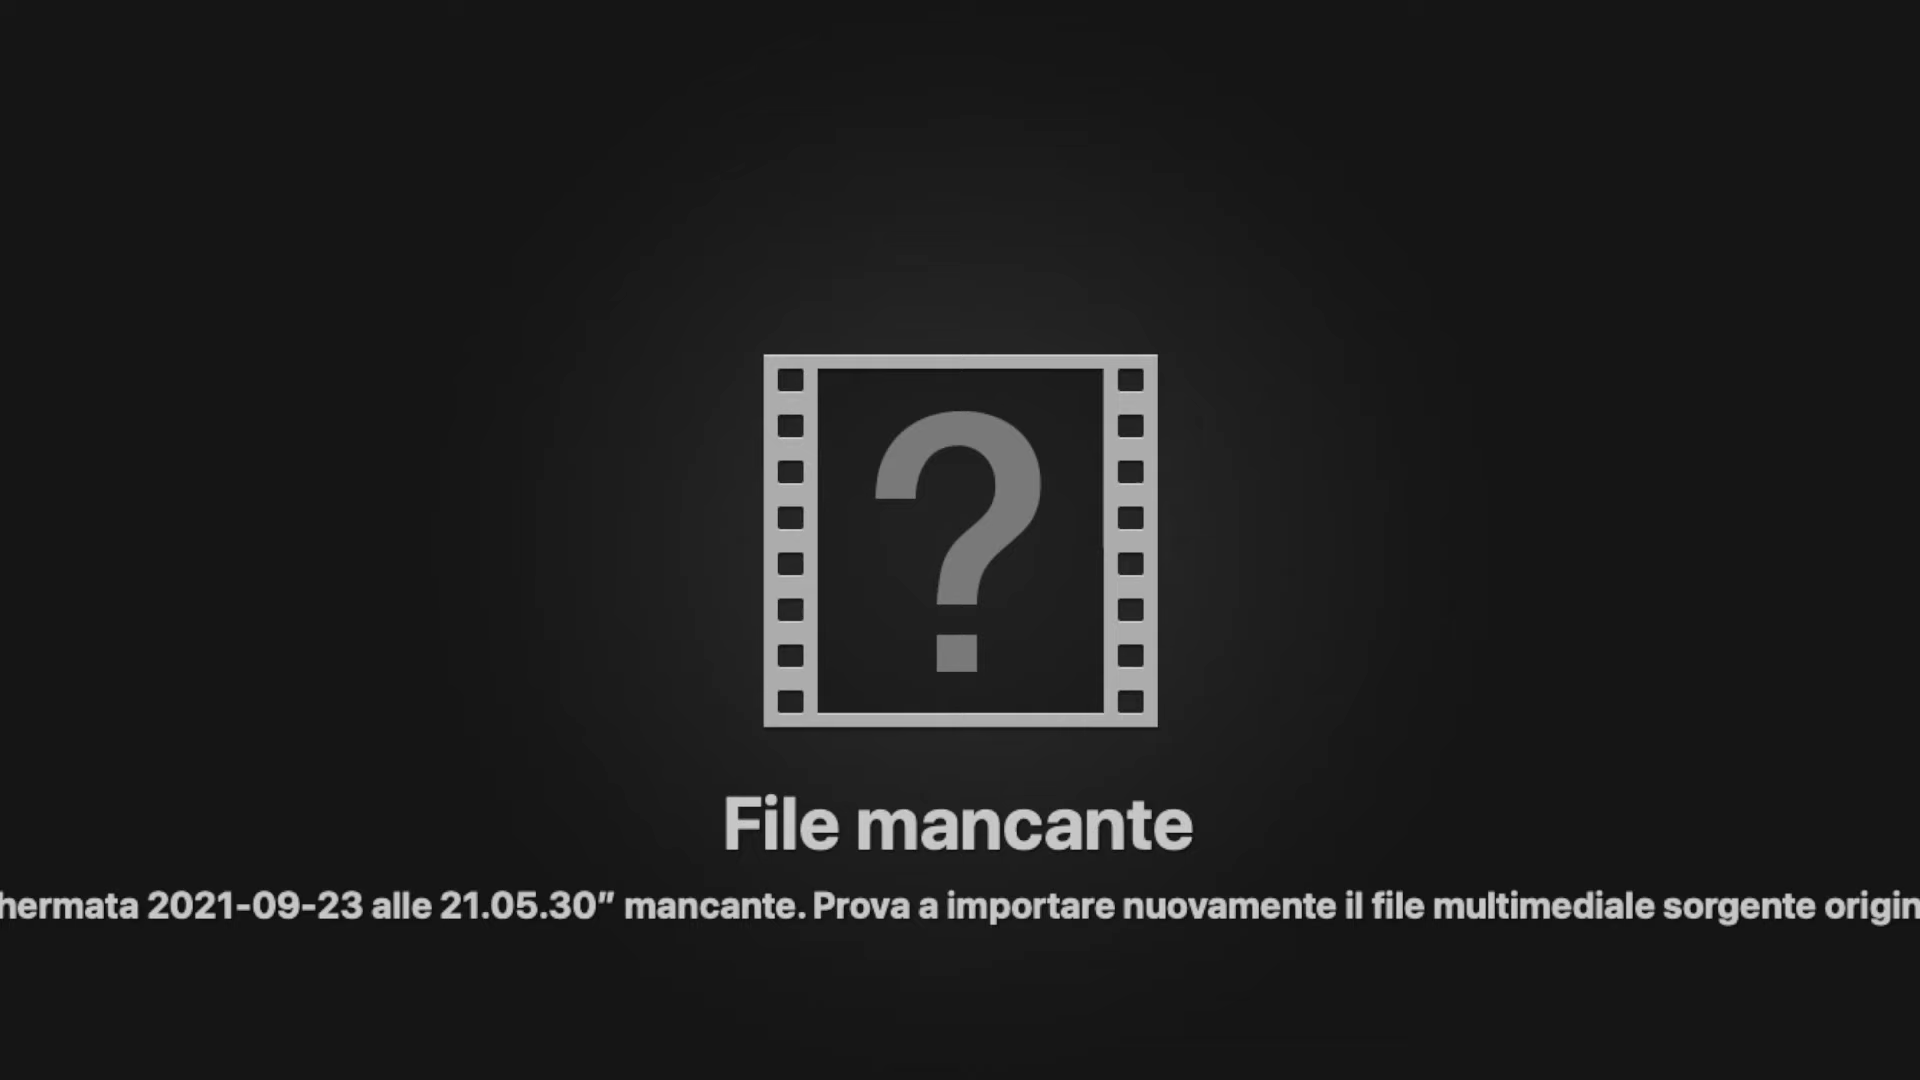 ?
File mancante
hermata 2021-09-23 alle 21.05.30” mancante. Prova a importare nuovamente il file multimediale sorgente origin